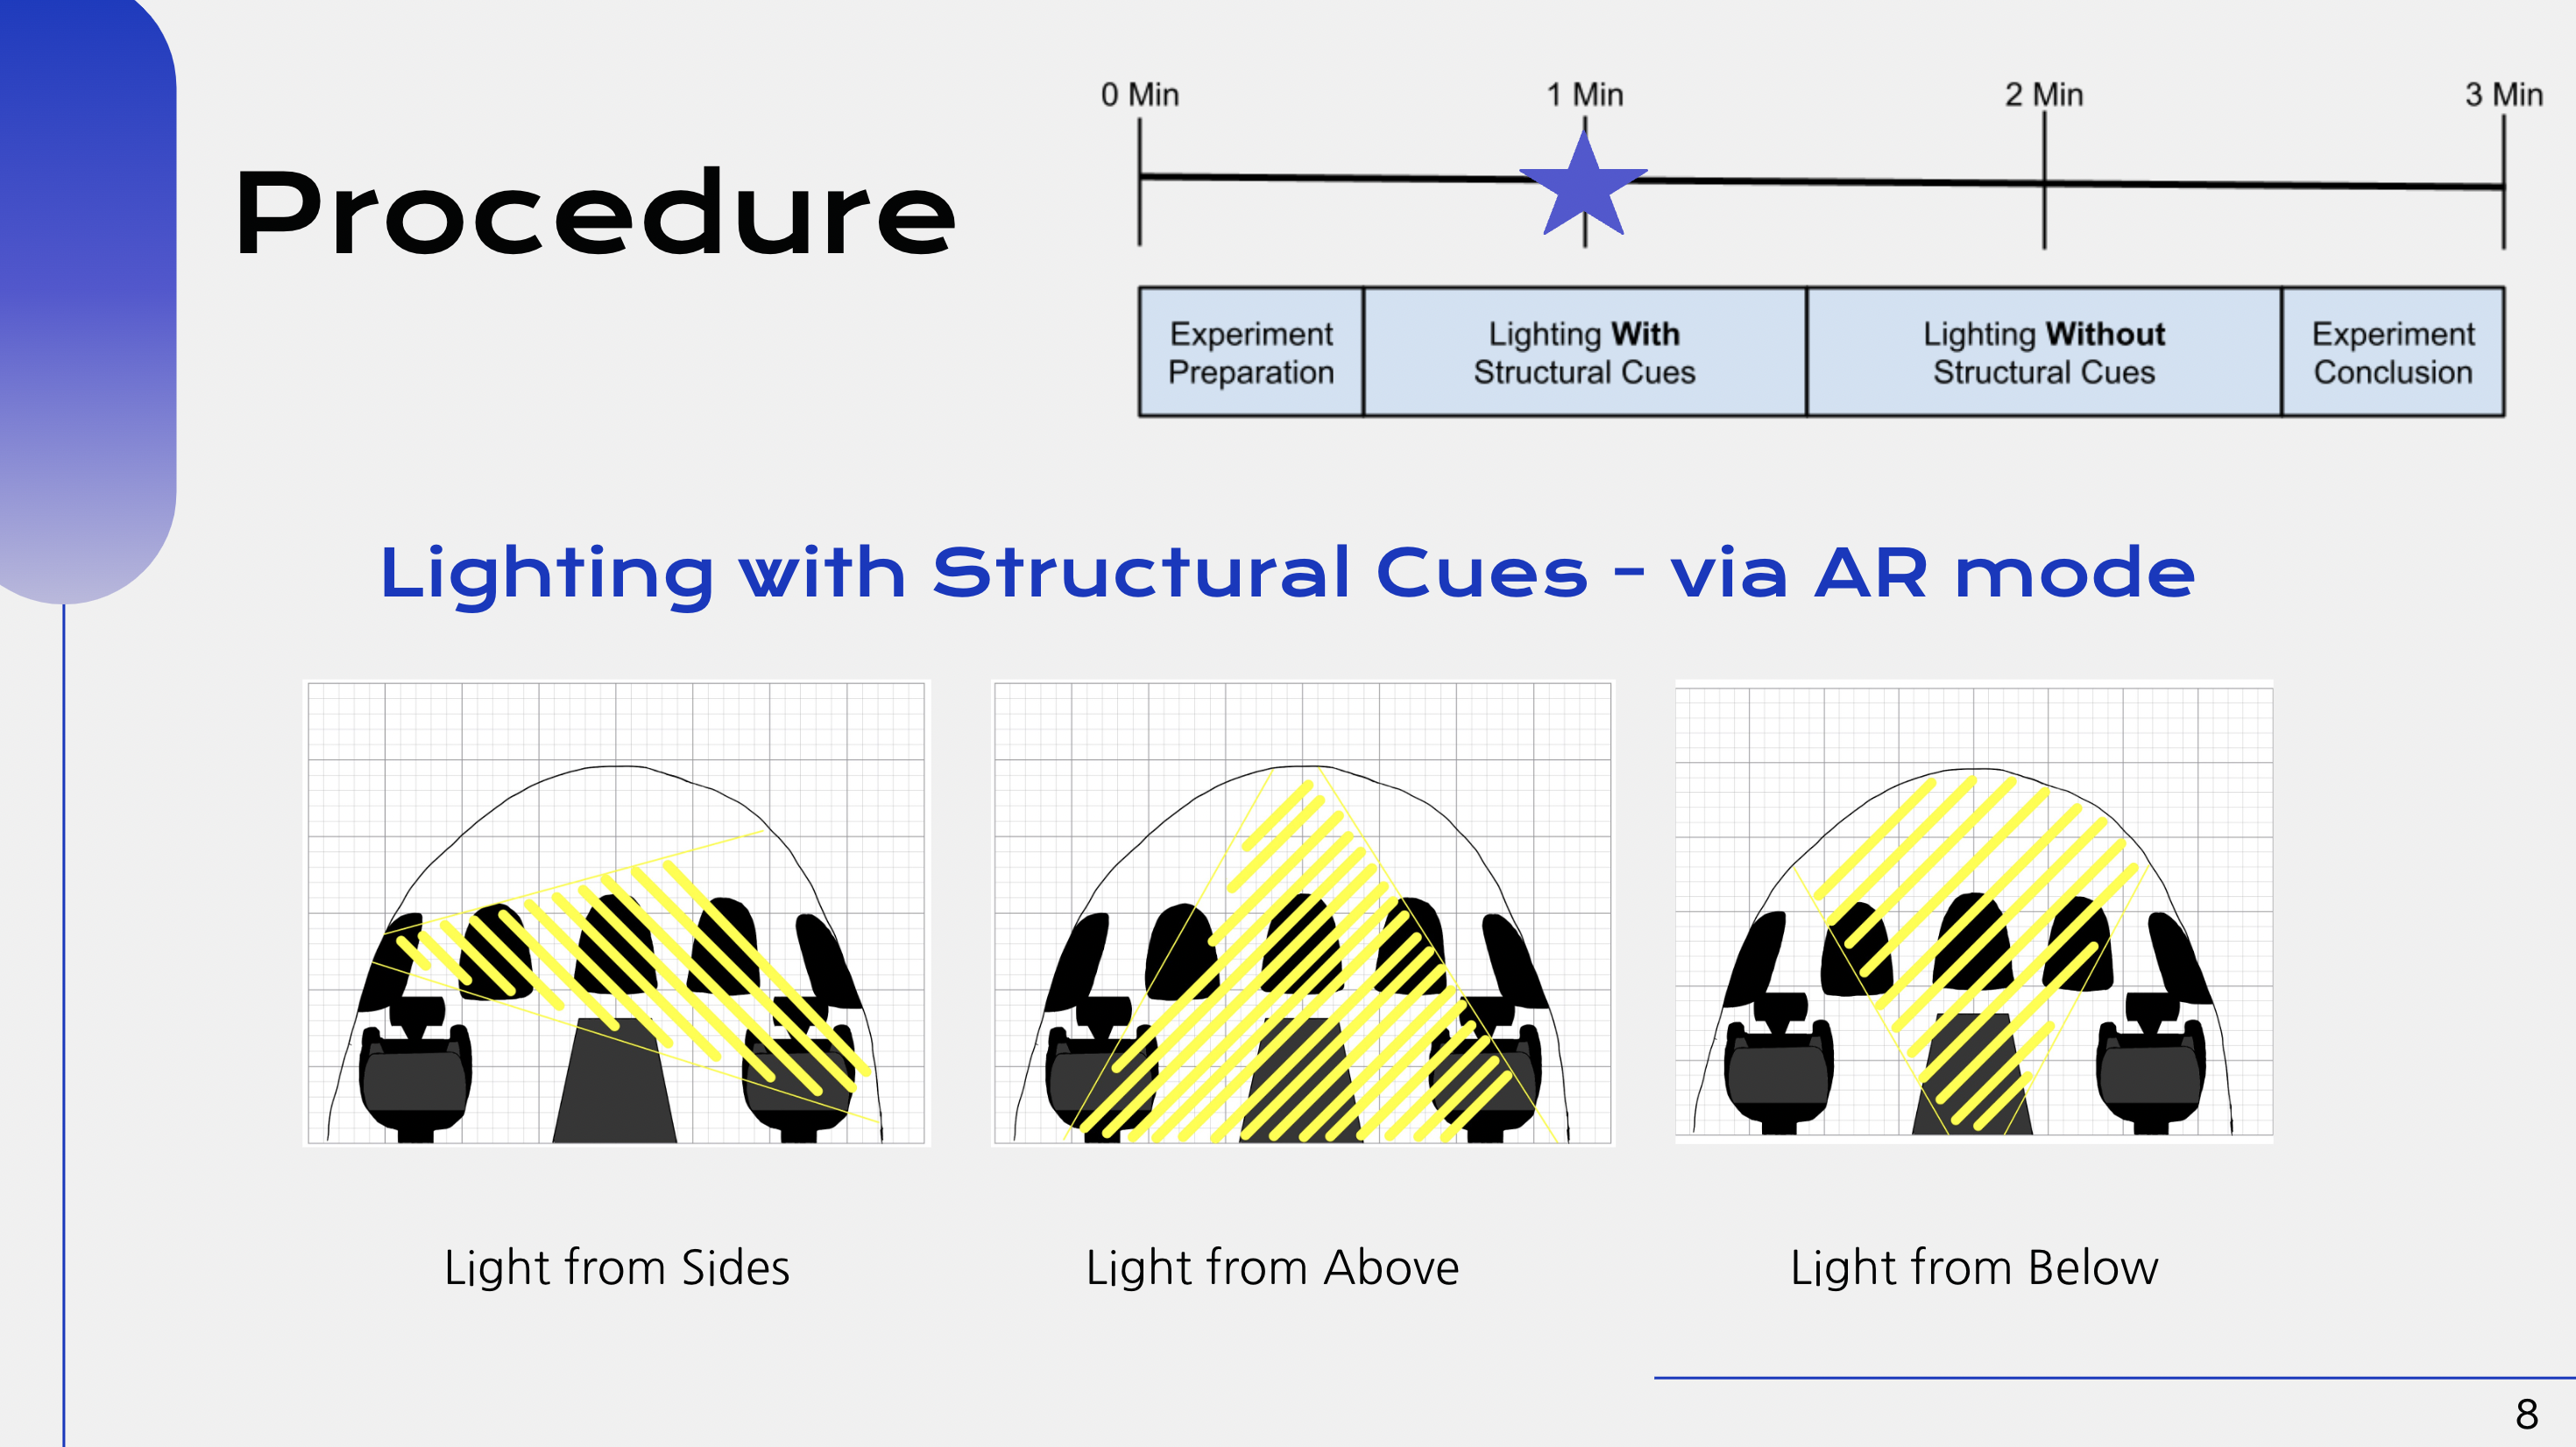 Procedure
0 Min
1 Min
2 Min
3 Min
Experiment
Preparation
Lighting With
Structural Cues
Lighting Without
Structural Cues
Experiment
Conclusion
Lighting with Structural Cues - via AR mode
Light from Sides
Light from Above
Light from Below
8